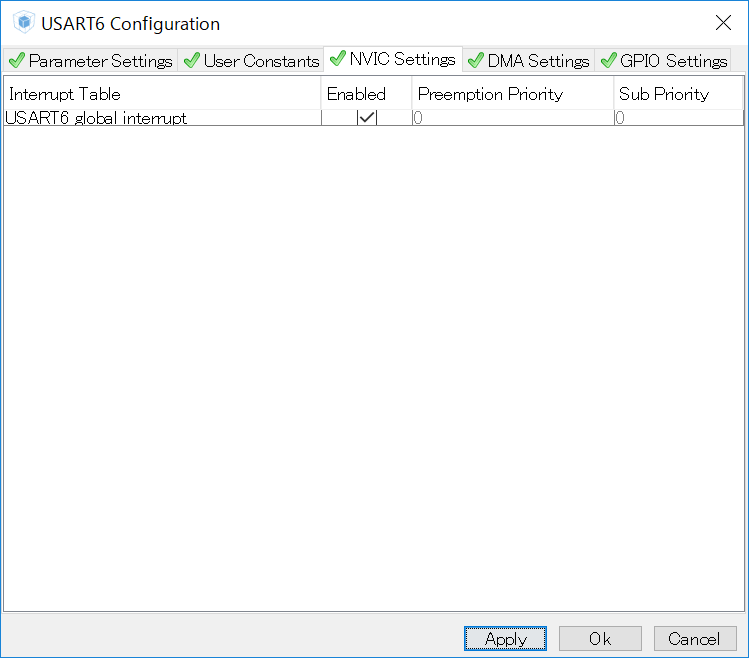 USART6 Configuration
Parameter Settings User Constants NVIC Settings DMA Settings GPIO Settings
Interrupt Table Enabled Preemption Priority Sub Priority
USART6 global interrupt 0 0
Apply Ok Cancel